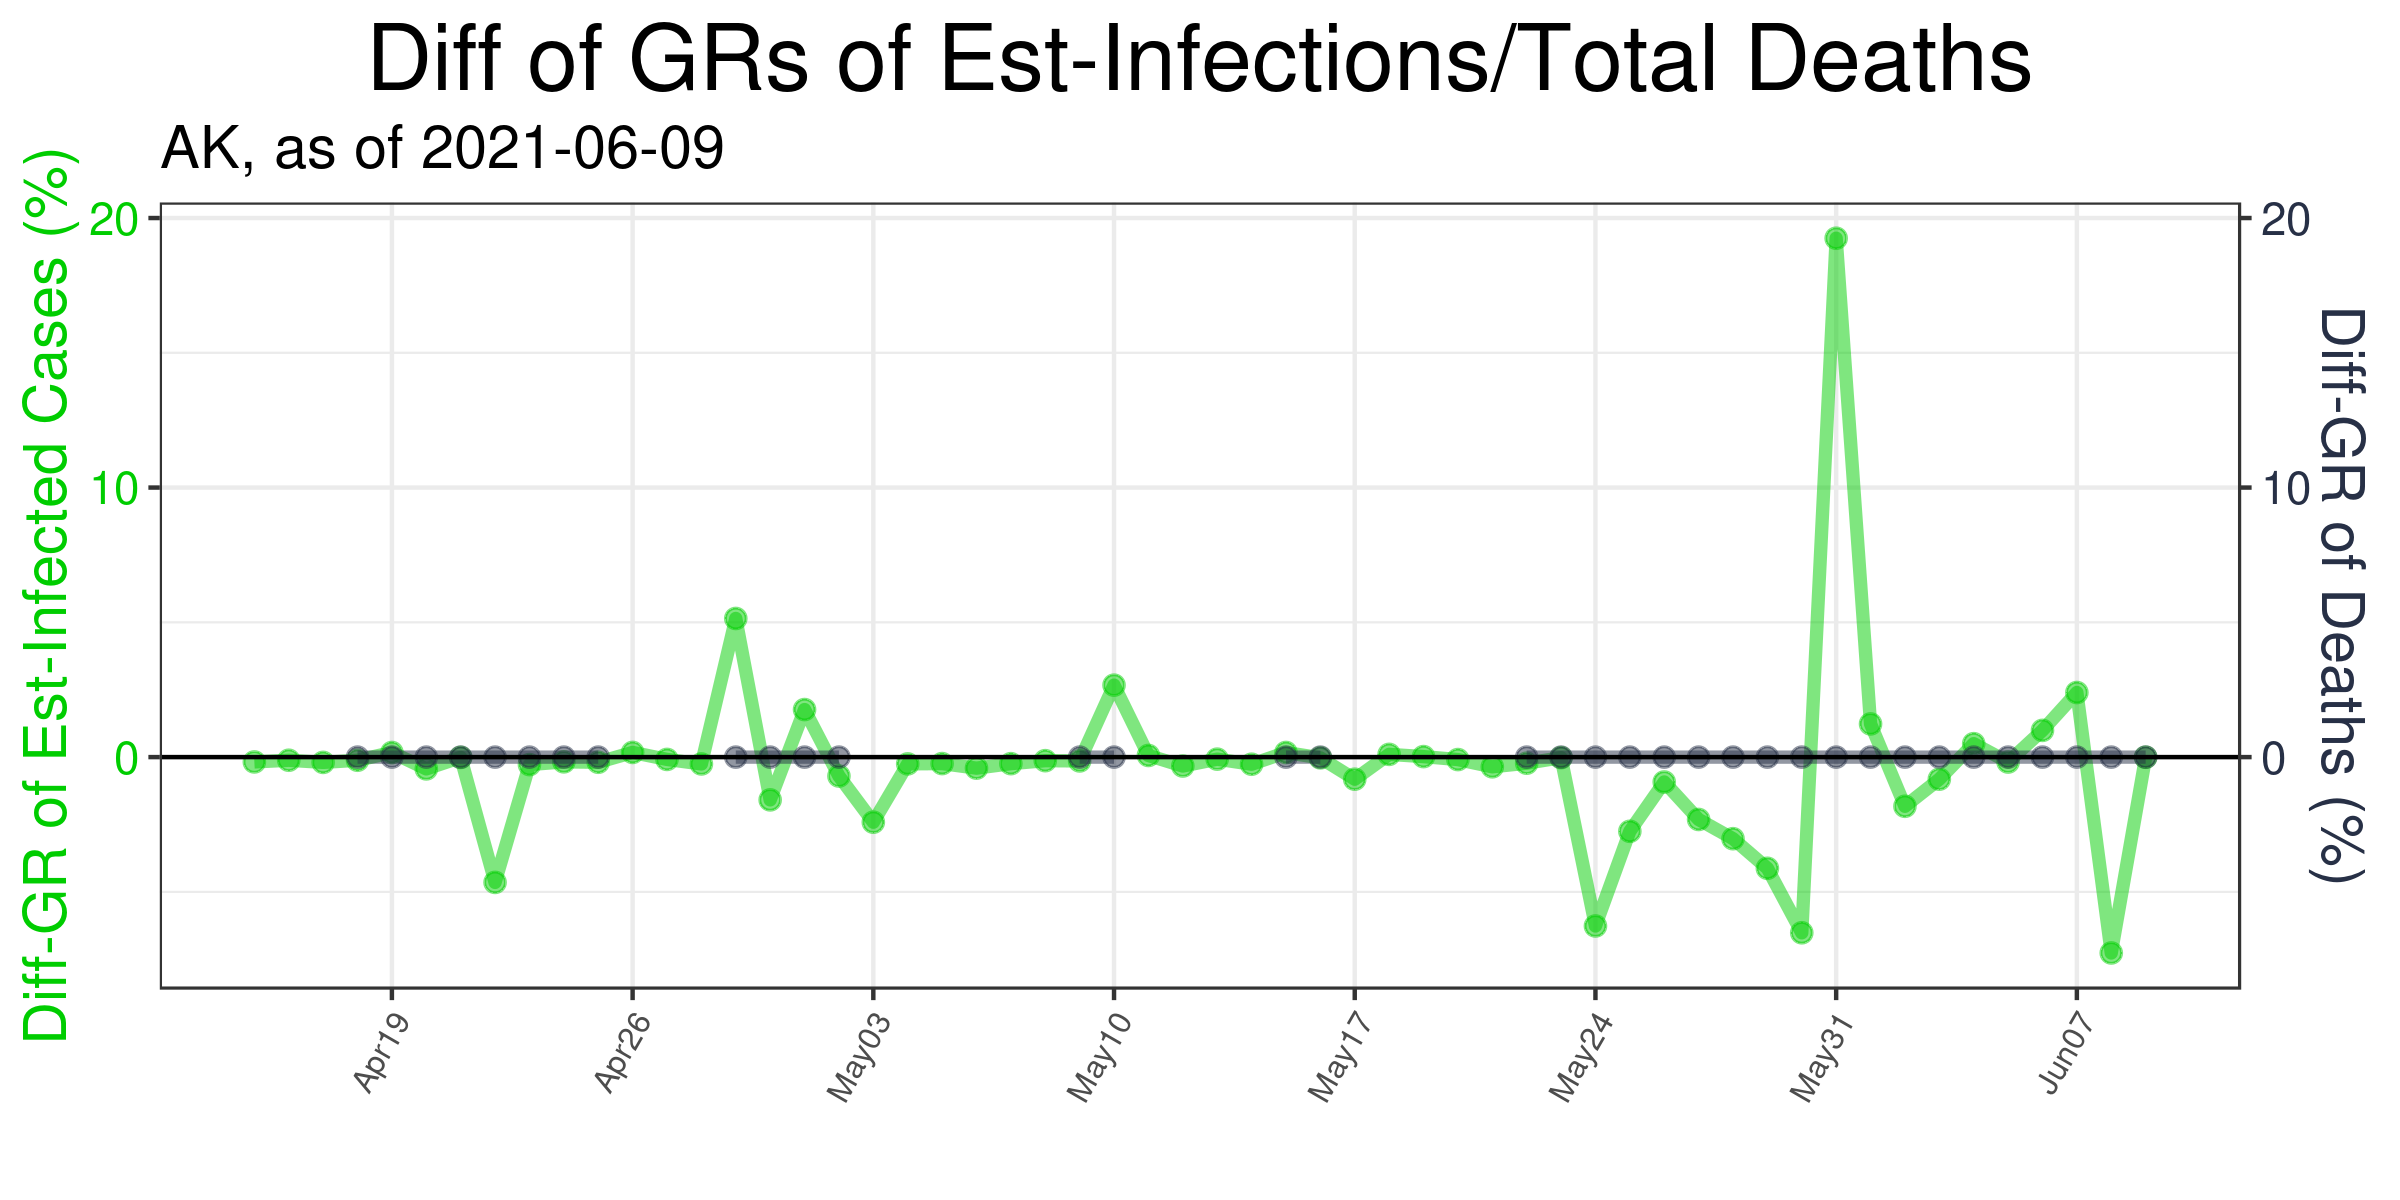 Diff of GRs of Est-Infections/Total Deaths
AK, as of 2021-06-09
Diff-GR of Est-Infected Cases (%)
20
10
0
20
10
0
Diff-GR of Deaths (%)
Apr19
Apr26
May03
May10
May17
May24
May31
Jun07